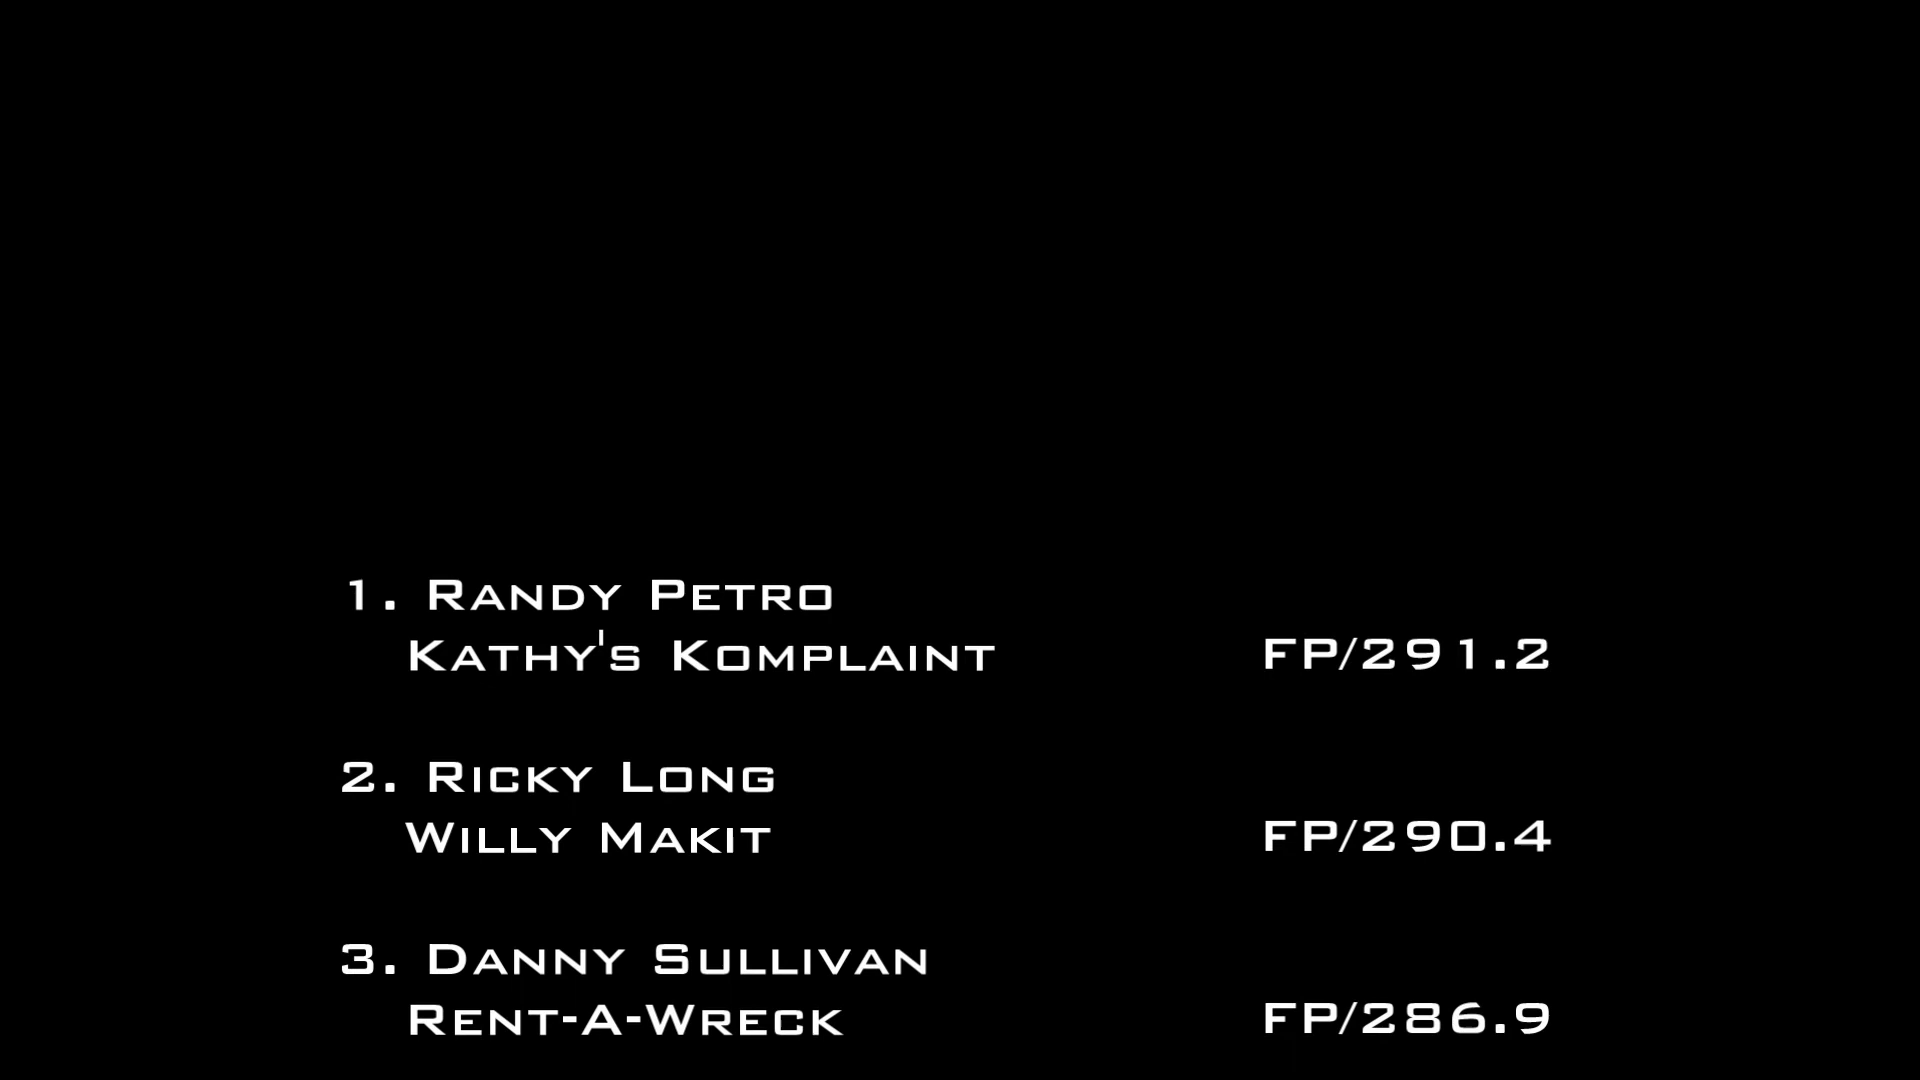 1. Randy Petro
Kathy's Komplaint FP/291.2
2. Ricky Long
Willy Makit FP/290.4
3. Danny Sullivan
Rent-A-Wreck FP/286.9